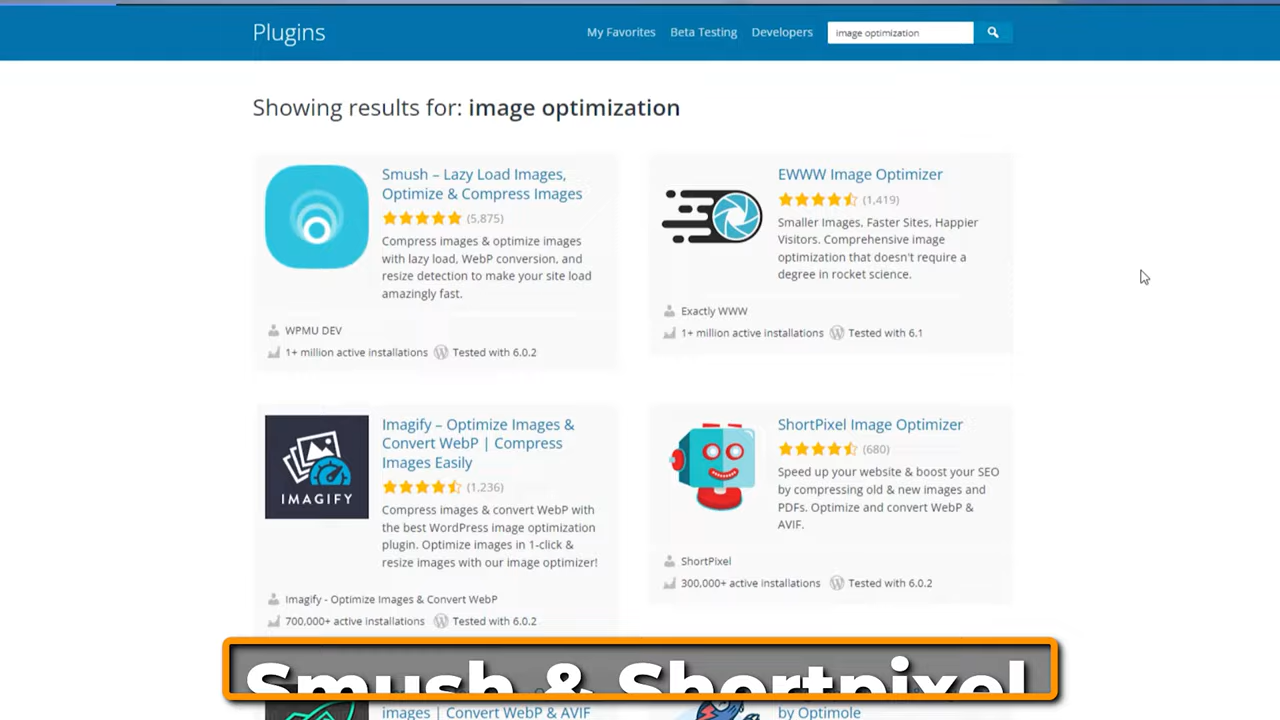 Plugins
My Favorites
Beta Testing
Developers
image optimization
Showing results for: image optimization
Smush – Lazy Load Images,
Optimize & Compress Images
(5,875)
Compress images & optimize images
with lazy load, WebP conversion, and
resize detection to make your site load
amazingly fast.
WPMU DEV
1+ million active installations
Tested with 6.0.2
EWWW Image Optimizer
(1,419)
Smaller Images, Faster Sites, Happier
Visitors. Comprehensive image
optimization that doesn't require a
degree in rocket science.
Exactly WWW
1+ million active installations
Tested with 6.1
IMAGIFY
Imagify – Optimize Images &
Convert WebP | Compress
Images Easily
(1,236)
Compress images & convert WebP with
the best WordPress image optimization
plugin. Optimize images in 1-click &
resize images with our image optimizer!
Imagify - Optimize Images & Convert WebP
700,000+ active installations
Tested with 6.0.2
ShortPixel Image Optimizer
(680)
Speed up your website & boost your SEO
by compressing old & new images and
PDFs. Optimize and convert WebP &
AVIF.
ShortPixel
300,000+ active installations
Tested with 6.0.2
Smush & Shortpixel
images | Convert WebP & AVIF
by Optimole